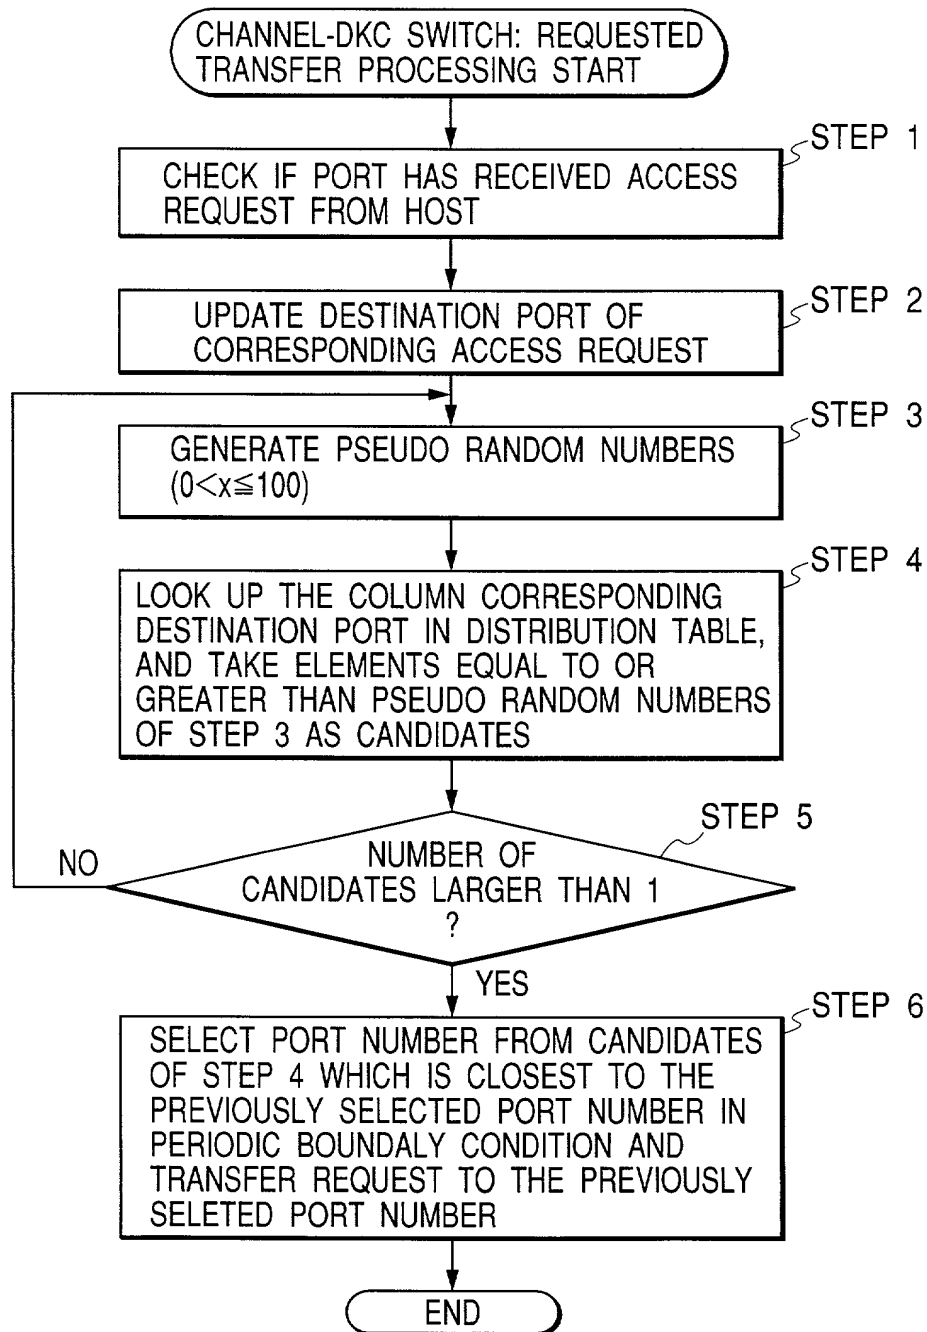 CHANNEL-DKC SWITCH: REQUESTED
TRANSFER PROCESSING START
STEP 1
CHECK IF PORT HAS RECEIVED ACCESS
REQUEST FROM HOST
STEP 2
UPDATE DESTINATION PORT OF
CORRESPONDING ACCESS REQUEST
STEP 3
GENERATE PSEUDO RANDOM NUMBERS
(0<x≦100)
STEP 4
LOOK UP THE COLUMN CORRESPONDING
DESTINATION PORT IN DISTRIBUTION TABLE,
AND TAKE ELEMENTS EQUAL TO OR
GREATER THAN PSEUDO RANDOM NUMBERS
OF STEP 3 AS CANDIDATES
STEP 5
NO
NUMBER OF
CANDIDATES LARGER THAN 1
?
YES
STEP 6
SELECT PORT NUMBER FROM CANDIDATES
OF STEP 4 WHICH IS CLOSEST TO THE
PREVIOUSLY SELECTED PORT NUMBER IN
PERIODIC BOUNDALY CONDITION AND
TRANSFER REQUEST TO THE PREVIOUSLY
SELETED PORT NUMBER
END